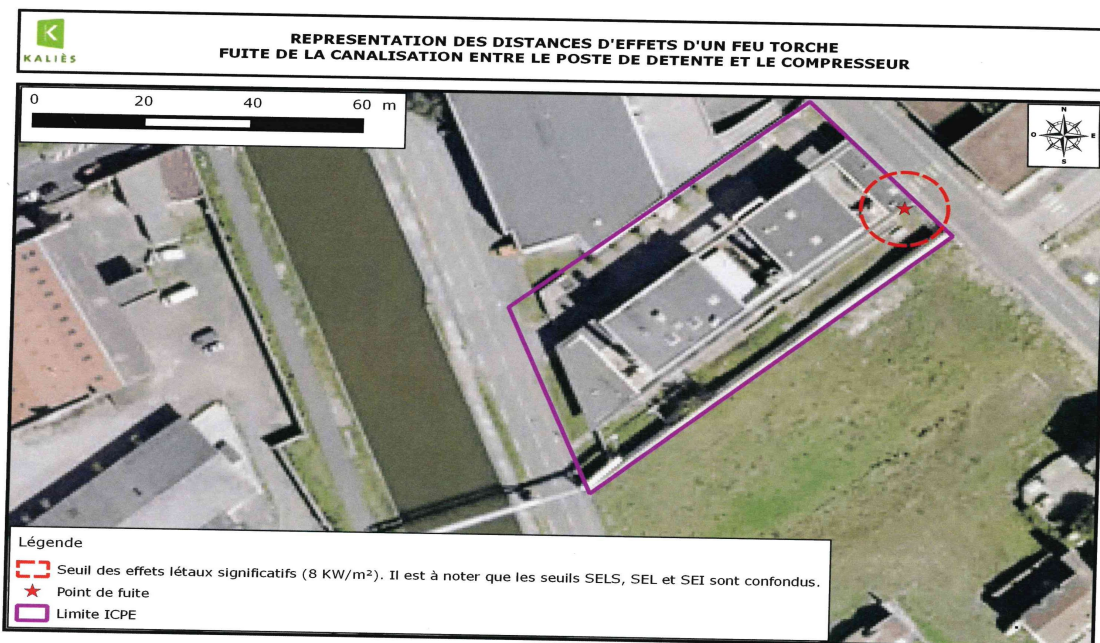 K
KALIÈS
REPRESENTATION DES DISTANCES D'EFFETS D'UN FEU TORCHE
FUITE DE LA CANALISATION ENTRE LE POSTE DE DETENTE ET LE COMPRESSEUR
0 20 40 60 m
N
O E
S
Légende
Seuil des effets létaux significatifs (8 KW/m²). Il est à noter que les seuils SELS, SEL et SEI sont confondus.
Point de fuite
Limite ICPE